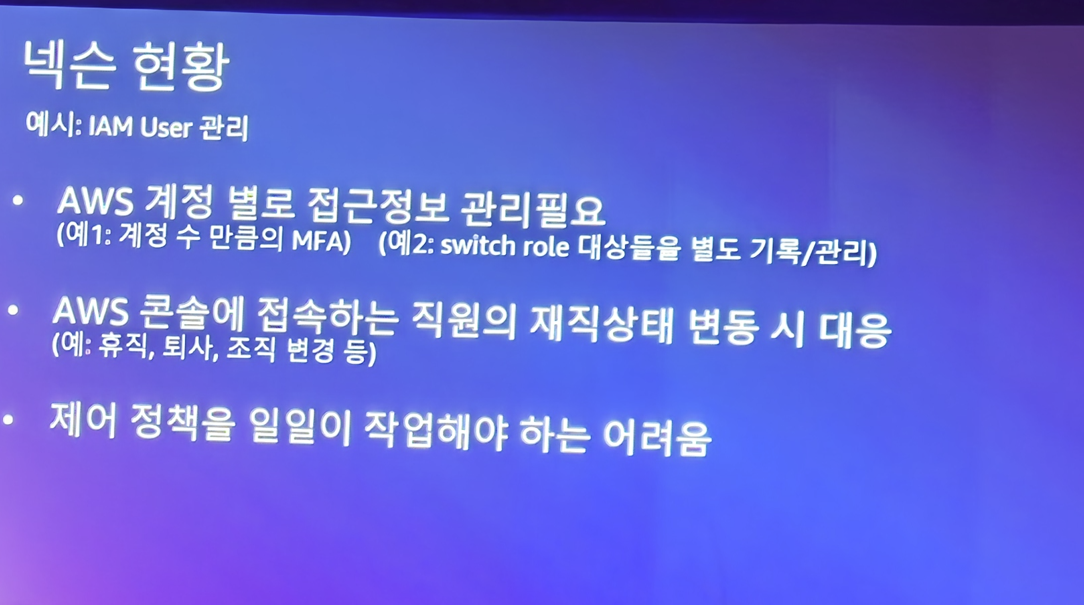 넥슨 현황
예시: IAM User 관리
• AWS 계정 별로 접근정보 관리필요
(예1: 계정 수 만큼의 MFA) (예2: switch role 대상들을 별도 기록/관리)
• AWS 콘솔에 접속하는 직원의 재직상태 변동 시 대응
(예: 휴직, 퇴사, 조직 변경 등)
• 제어 정책을 일일이 작업해야 하는 어려움